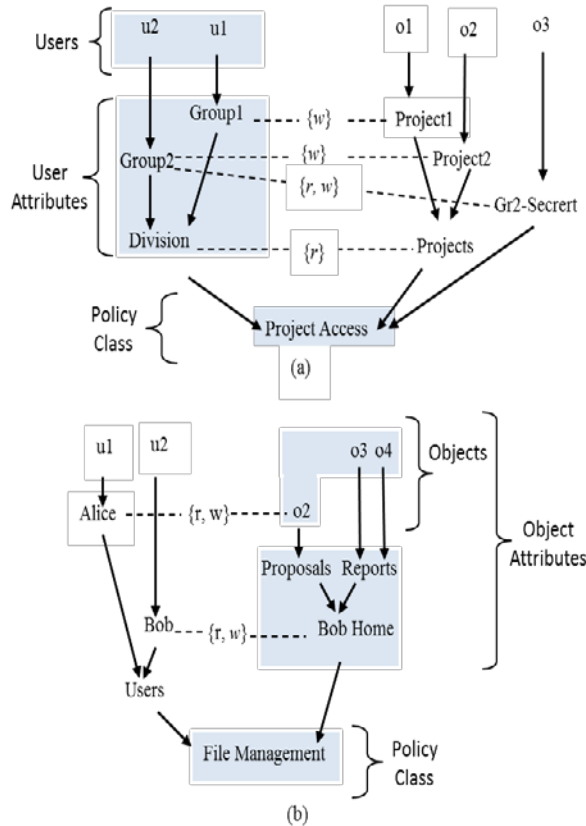 Users
u2 u1 o1 o2 o3
Group1 {w} Project1
User Attributes
Group2 {w} Project2
{r, w}
Gr2-Secrert
Division {r} Projects
Policy Class
Project Access
(a)
u1 u2
o3 o4
Objects
Alice {r, w} o2
Object Attributes
Proposals Reports
Bob {r, w} Bob Home
Users
File Management
Policy Class
(b)